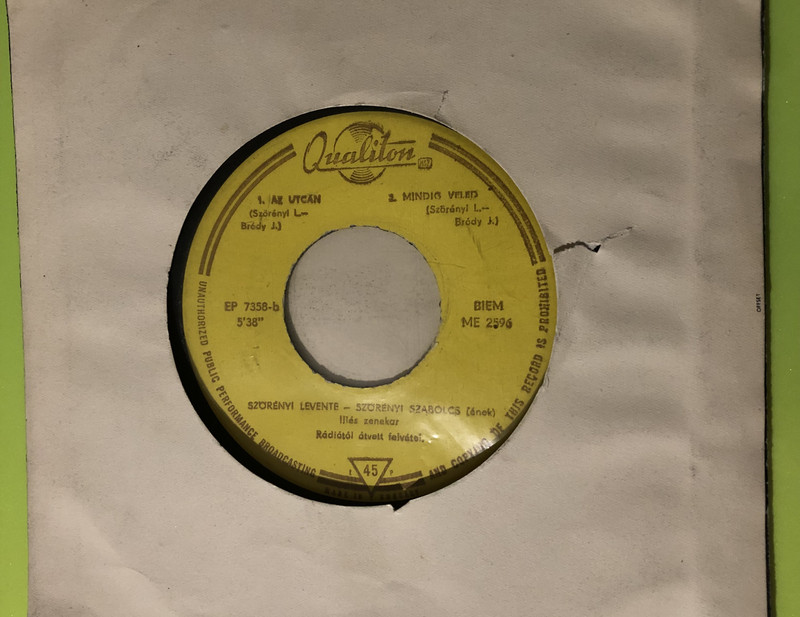 Qualiton
1. AZ UTCÁN
(Szörényi L.—
Bródy J.)
2. MINDIG VELED
(Szörényi L.—
Bródy J.)
EP 7358-b
5'38"
BIEM
ME 2596
SZÖRÉNYI LEVENTE – SZÖRÉNYI SZABOLCS (ének)
Illés zenekar
Rádiótól átvett felvétel.
45
UNAUTHORIZED PUBLIC PERFORMANCE BROADCASTING AND COPYING OF THIS RECORD IS PROHIBITED
OFFSET